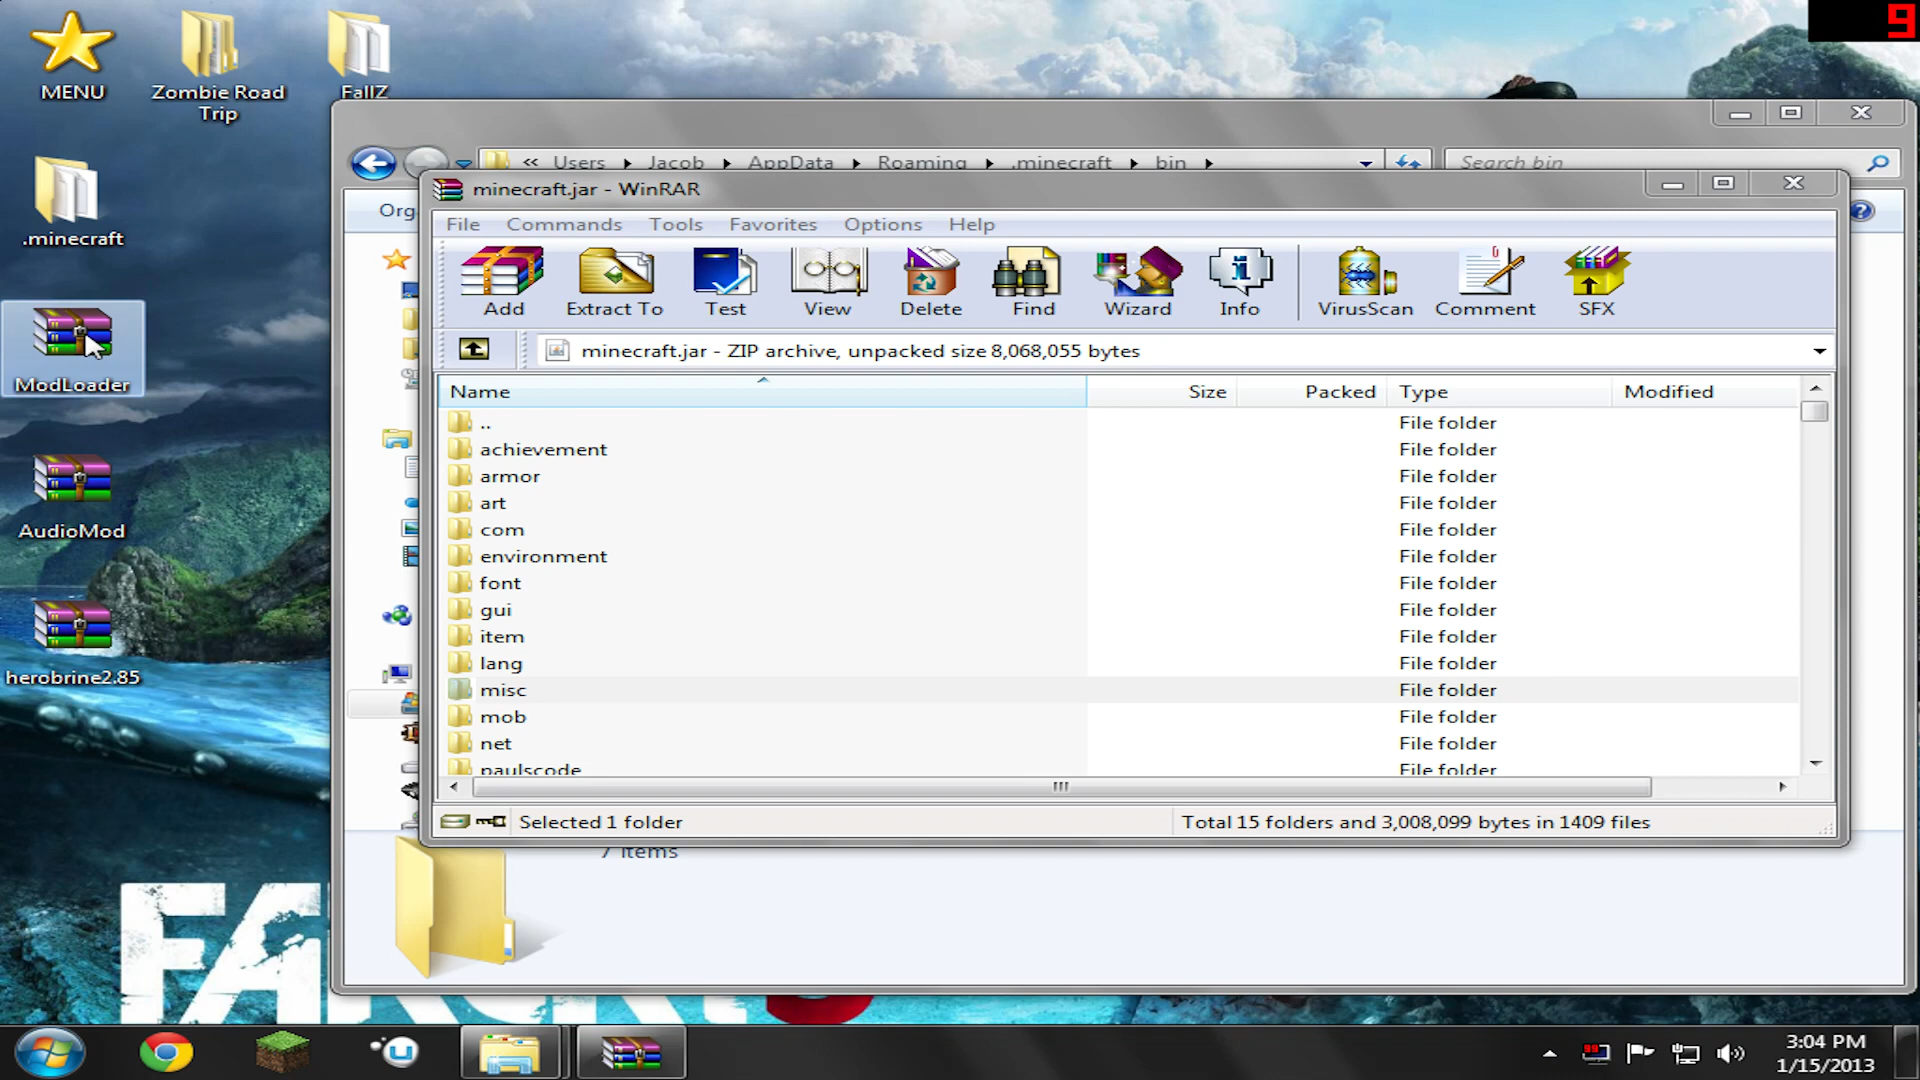 9
MENU
Zombie Road
Trip
FallZ
.minecraft
ModLoader
AudioMod
herobrine2.85
« Users Jacob AppData Roaming .minecraft bin
Search bin
Org
minecraft.jar - WinRAR
File Commands Tools Favorites Options Help
Add Extract To Test View Delete Find Wizard Info VirusScan Comment SFX
minecraft.jar - ZIP archive, unpacked size 8,068,055 bytes
Name Size Packed Type Modified
.. File folder
achievement File folder
armor File folder
art File folder
com File folder
environment File folder
font File folder
gui File folder
item File folder
lang File folder
misc File folder
mob File folder
net File folder
paulscode File folder
Selected 1 folder
Total 15 folders and 3,008,099 bytes in 1409 files
7 items
3:04 PM
1/15/2013